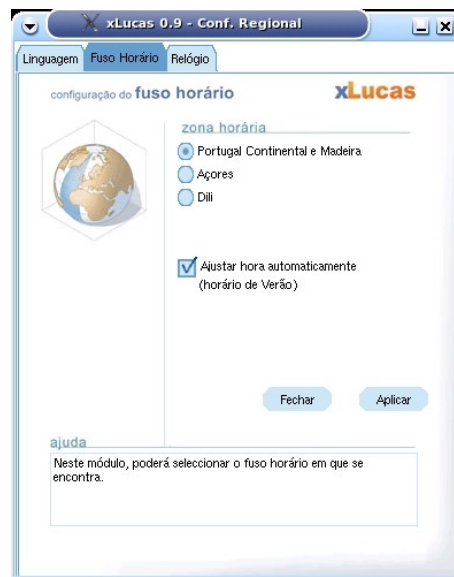 xLucas 0.9 - Conf. Regional
Linguagem Fuso Horário Relógio
configuração do fuso horário xLucas
zona horária
Portugal Continental e Madeira
Açores
Dili
Ajustar hora automaticamente
(horário de Verão)
Fechar Aplicar
ajuda
Neste módulo, poderá seleccionar o fuso horário em que se
encontra.